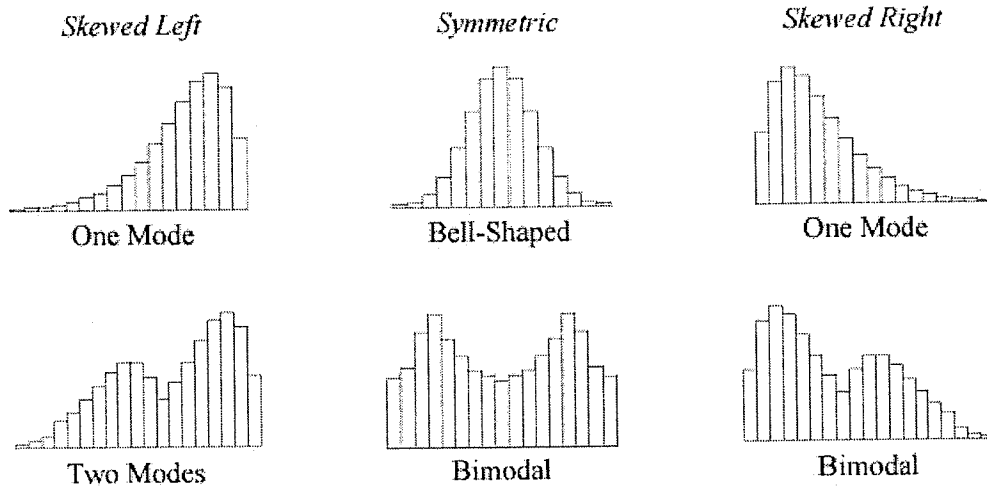 Skewed Left
Symmetric
Skewed Right
One Mode
Bell-Shaped
One Mode
Two Modes
Bimodal
Bimodal